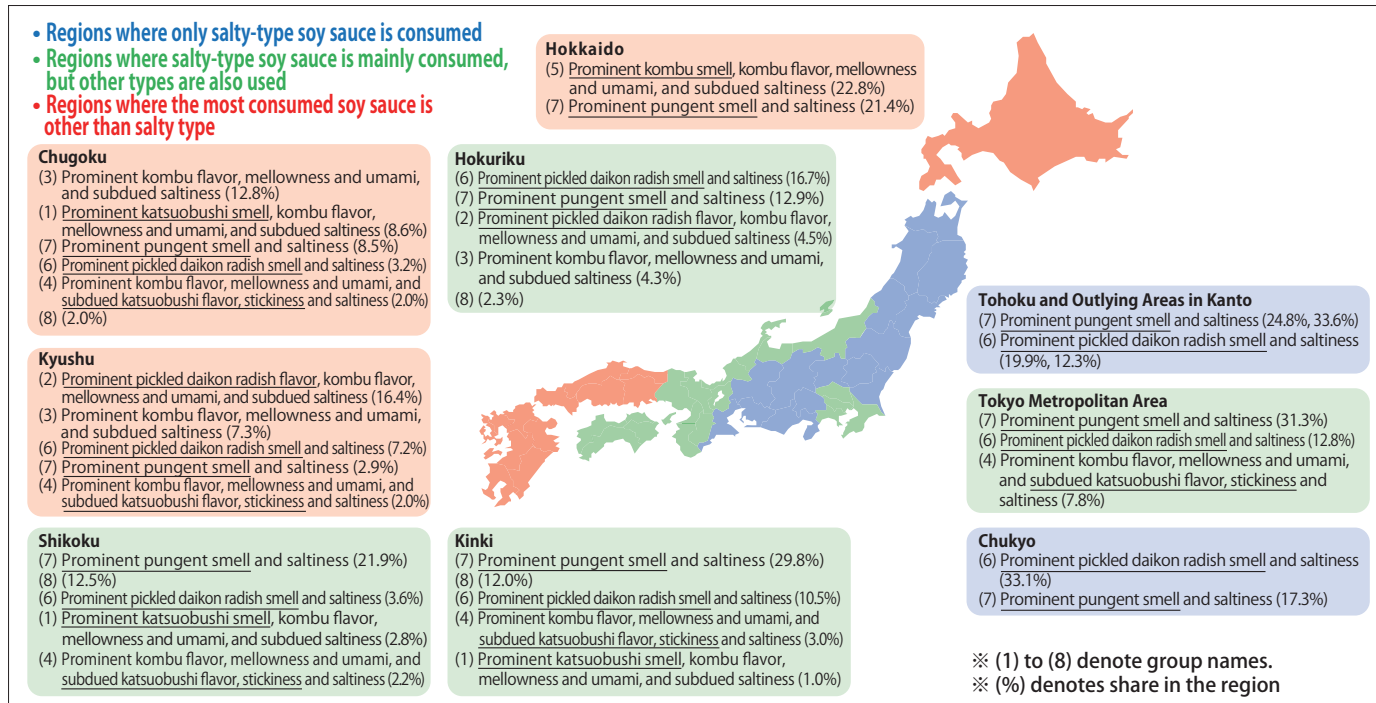 • Regions where only salty-type soy sauce is consumed
• Regions where salty-type soy sauce is mainly consumed,
but other types are also used
• Regions where the most consumed soy sauce is
other than salty type
Hokkaido
(5) Prominent kombu smell, kombu flavor, mellowness
and umami, and subdued saltiness (22.8%)
(7) Prominent pungent smell and saltiness (21.4%)
Chugoku
(3) Prominent kombu flavor, mellowness and umami,
and subdued saltiness (12.8%)
(1) Prominent katsuobushi smell, kombu flavor,
mellowness and umami, and subdued saltiness (8.6%)
(7) Prominent pungent smell and saltiness (8.5%)
(6) Prominent pickled daikon radish smell and saltiness (3.2%)
(4) Prominent kombu flavor, mellowness and umami, and
subdued katsuobushi flavor, stickiness and saltiness (2.0%)
(8) (2.0%)
Hokuriku
(6) Prominent pickled daikon radish smell and saltiness (16.7%)
(7) Prominent pungent smell and saltiness (12.9%)
(2) Prominent pickled daikon radish flavor, kombu flavor,
mellowness and umami, and subdued saltiness (4.5%)
(3) Prominent kombu flavor, mellowness and umami,
and subdued saltiness (4.3%)
(8) (2.3%)
Tohoku and Outlying Areas in Kanto
(7) Prominent pungent smell and saltiness (24.8%, 33.6%)
(6) Prominent pickled daikon radish smell and saltiness
(19.9%, 12.3%)
Kyushu
(2) Prominent pickled daikon radish flavor, kombu flavor,
mellowness and umami, and subdued saltiness (16.4%)
(3) Prominent kombu flavor, mellowness and umami,
and subdued saltiness (7.3%)
(6) Prominent pickled daikon radish smell and saltiness (7.2%)
(7) Prominent pungent smell and saltiness (2.9%)
(4) Prominent kombu flavor, mellowness and umami, and
subdued katsuobushi flavor, stickiness and saltiness (2.0%)
Tokyo Metropolitan Area
(7) Prominent pungent smell and saltiness (31.3%)
(6) Prominent pickled daikon radish smell and saltiness (12.8%)
(4) Prominent kombu flavor, mellowness and umami,
and subdued katsuobushi flavor, stickiness and
saltiness (7.8%)
Shikoku
(7) Prominent pungent smell and saltiness (21.9%)
(8) (12.5%)
(6) Prominent pickled daikon radish smell and saltiness (3.6%)
(1) Prominent katsuobushi smell, kombu flavor,
mellowness and umami, and subdued saltiness (2.8%)
(4) Prominent kombu flavor, mellowness and umami, and
subdued katsuobushi flavor, stickiness and saltiness (2.2%)
Kinki
(7) Prominent pungent smell and saltiness (29.8%)
(8) (12.0%)
(6) Prominent pickled daikon radish smell and saltiness (10.5%)
(4) Prominent kombu flavor, mellowness and umami, and
subdued katsuobushi flavor, stickiness and saltiness (3.0%)
(1) Prominent katsuobushi smell, kombu flavor,
mellowness and umami, and subdued saltiness (1.0%)
Chukyo
(6) Prominent pickled daikon radish smell and saltiness
(33.1%)
(7) Prominent pungent smell and saltiness (17.3%)
※ (1) to (8) denote group names.
※ (%) denotes share in the region